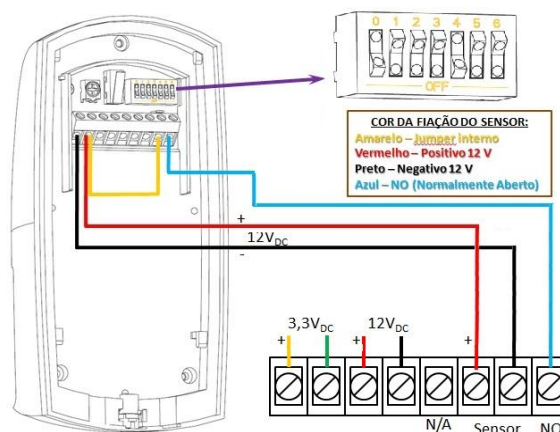 0 1 2 3 4 5 6
OFF
COR DA FIAÇÃO DO SENSOR:
Amarelo – Jumper interno
Vermelho – Positivo 12 V
Preto – Negativo 12 V
Azul – NO (Normalmente Aberto)
+
12VDC
-
3,3VDC 12VDC
+ + +
N/A Sensor NO